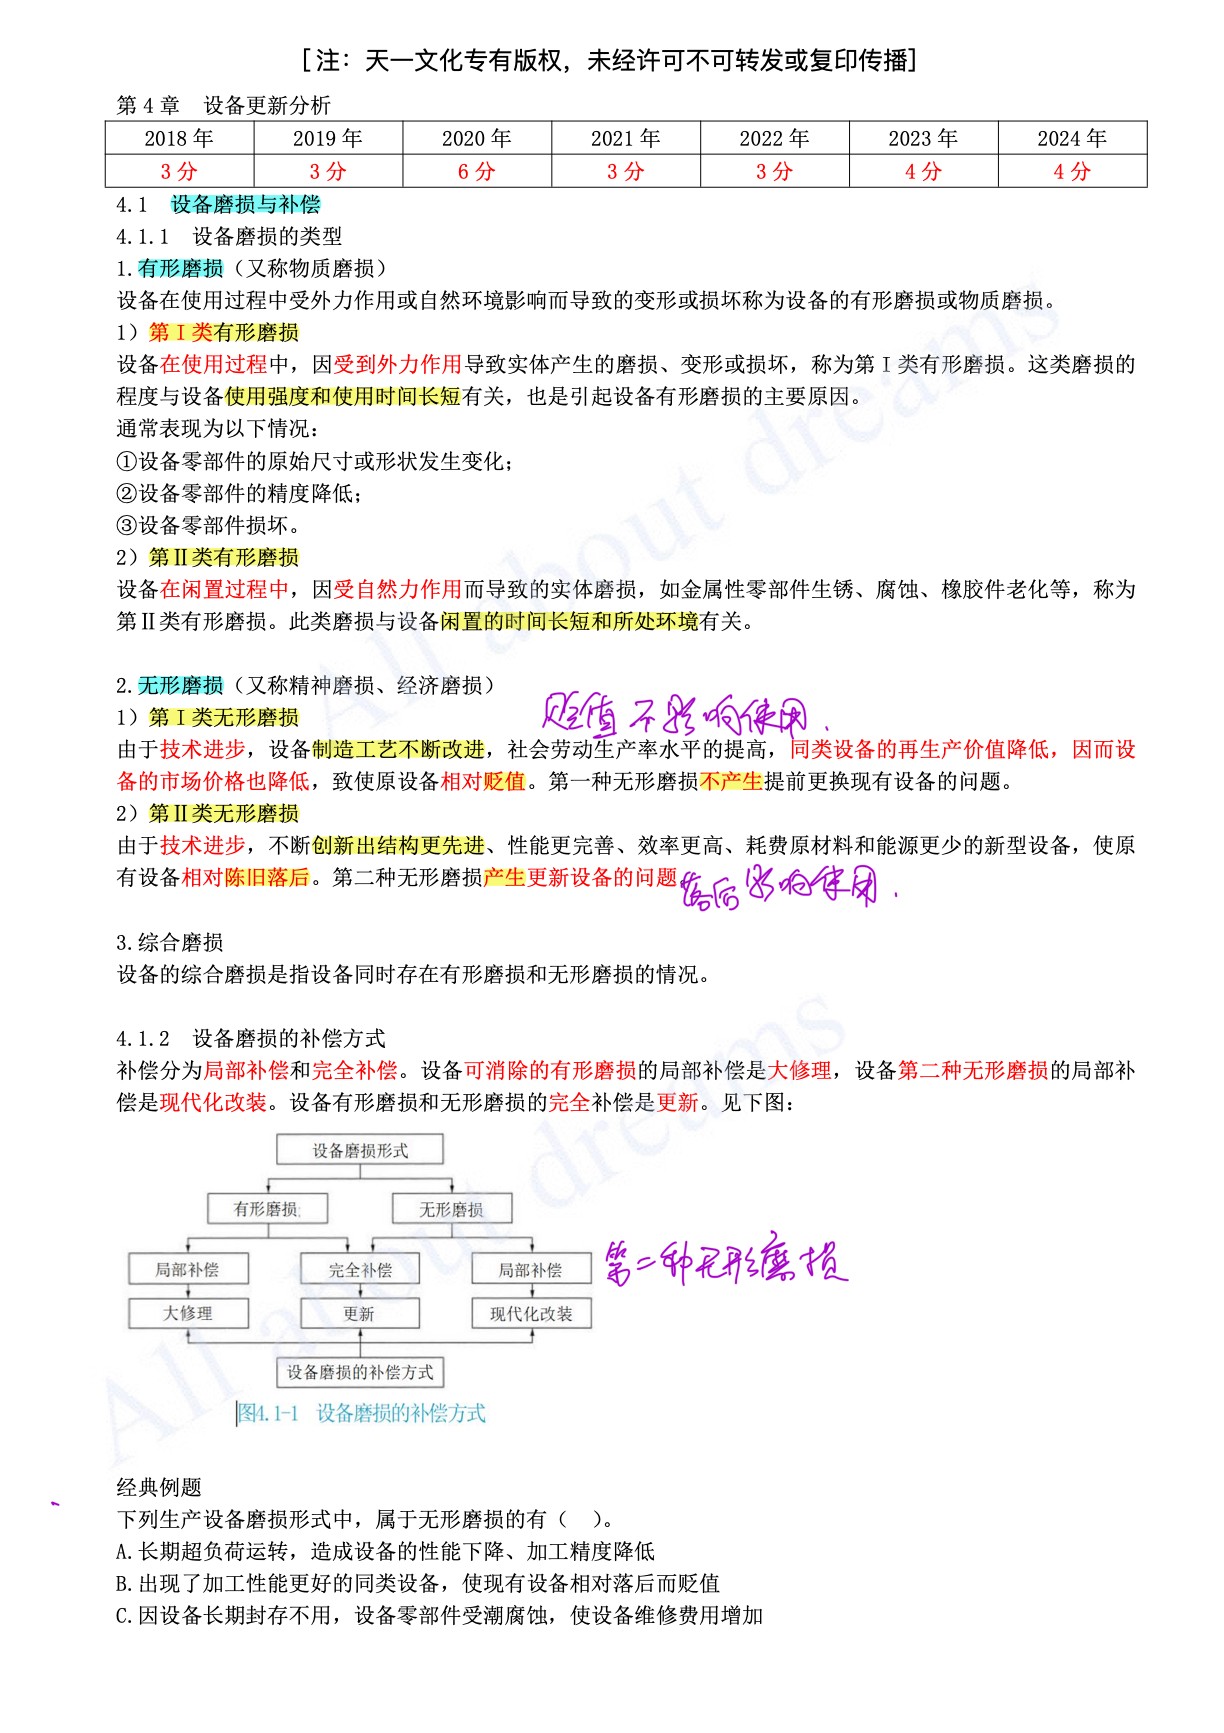 [注：天一文化专有版权，未经许可不可转发或复印传播]
第 4 章　设备更新分析
2018 年 2019 年 2020 年 2021 年 2022 年 2023 年 2024 年
3 分 3 分 6 分 3 分 3 分 4 分 4 分
4.1　设备磨损与补偿
4.1.1　设备磨损的类型
1.有形磨损（又称物质磨损）
设备在使用过程中受外力作用或自然环境影响而导致的变形或损坏称为设备的有形磨损或物质磨损。
1）第Ⅰ类有形磨损
设备在使用过程中，因受到外力作用导致实体产生的磨损、变形或损坏，称为第Ⅰ类有形磨损。这类磨损的
程度与设备使用强度和使用时间长短有关，也是引起设备有形磨损的主要原因。
通常表现为以下情况：
①设备零部件的原始尺寸或形状发生变化；
②设备零部件的精度降低；
③设备零部件损坏。
2）第Ⅱ类有形磨损
设备在闲置过程中，因受自然力作用而导致的实体磨损，如金属性零部件生锈、腐蚀、橡胶件老化等，称为
第Ⅱ类有形磨损。此类磨损与设备闲置的时间长短和所处环境有关。
2.无形磨损（又称精神磨损、经济磨损）
1）第Ⅰ类无形磨损
贬值 不影响使用.
由于技术进步，设备制造工艺不断改进，社会劳动生产率水平的提高，同类设备的再生产价值降低，因而设
备的市场价格也降低，致使原设备相对贬值。第一种无形磨损不产生提前更换现有设备的问题。
2）第Ⅱ类无形磨损
由于技术进步，不断创新出结构更先进、性能更完善、效率更高、耗费原材料和能源更少的新型设备，使原
有设备相对陈旧落后。第二种无形磨损产生更新设备的问题。
落后 影响使用.
3.综合磨损
设备的综合磨损是指设备同时存在有形磨损和无形磨损的情况。
4.1.2　设备磨损的补偿方式
补偿分为局部补偿和完全补偿。设备可消除的有形磨损的局部补偿是大修理，设备第二种无形磨损的局部补
偿是现代化改装。设备有形磨损和无形磨损的完全补偿是更新。见下图：
设备磨损形式
有形磨损 无形磨损
局部补偿 完全补偿 局部补偿
第二种无形磨损
大修理 更新 现代化改装
设备磨损的补偿方式
图4.1-1　设备磨损的补偿方式
经典例题
下列生产设备磨损形式中，属于无形磨损的有（　）。
A.长期超负荷运转，造成设备的性能下降、加工精度降低
B.出现了加工性能更好的同类设备，使现有设备相对落后而贬值
C.因设备长期封存不用，设备零部件受潮腐蚀，使设备维修费用增加
All about dreams
All about dreams